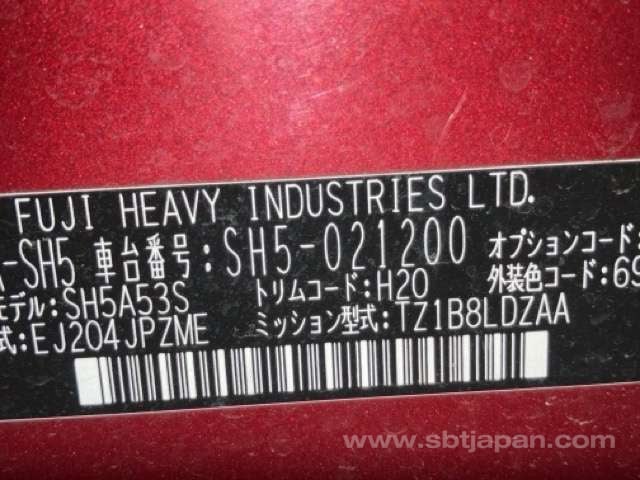 FUJI HEAVY INDUSTRIES LTD.
-SH5 車台番号:SH5-021200 オプションコード:
モデル:SH5A53S トリムコード:H20 外装色コード:69
式:EJ204JPZME ミッション型式:TZ1B8LDZAA
www.sbtjapan.com